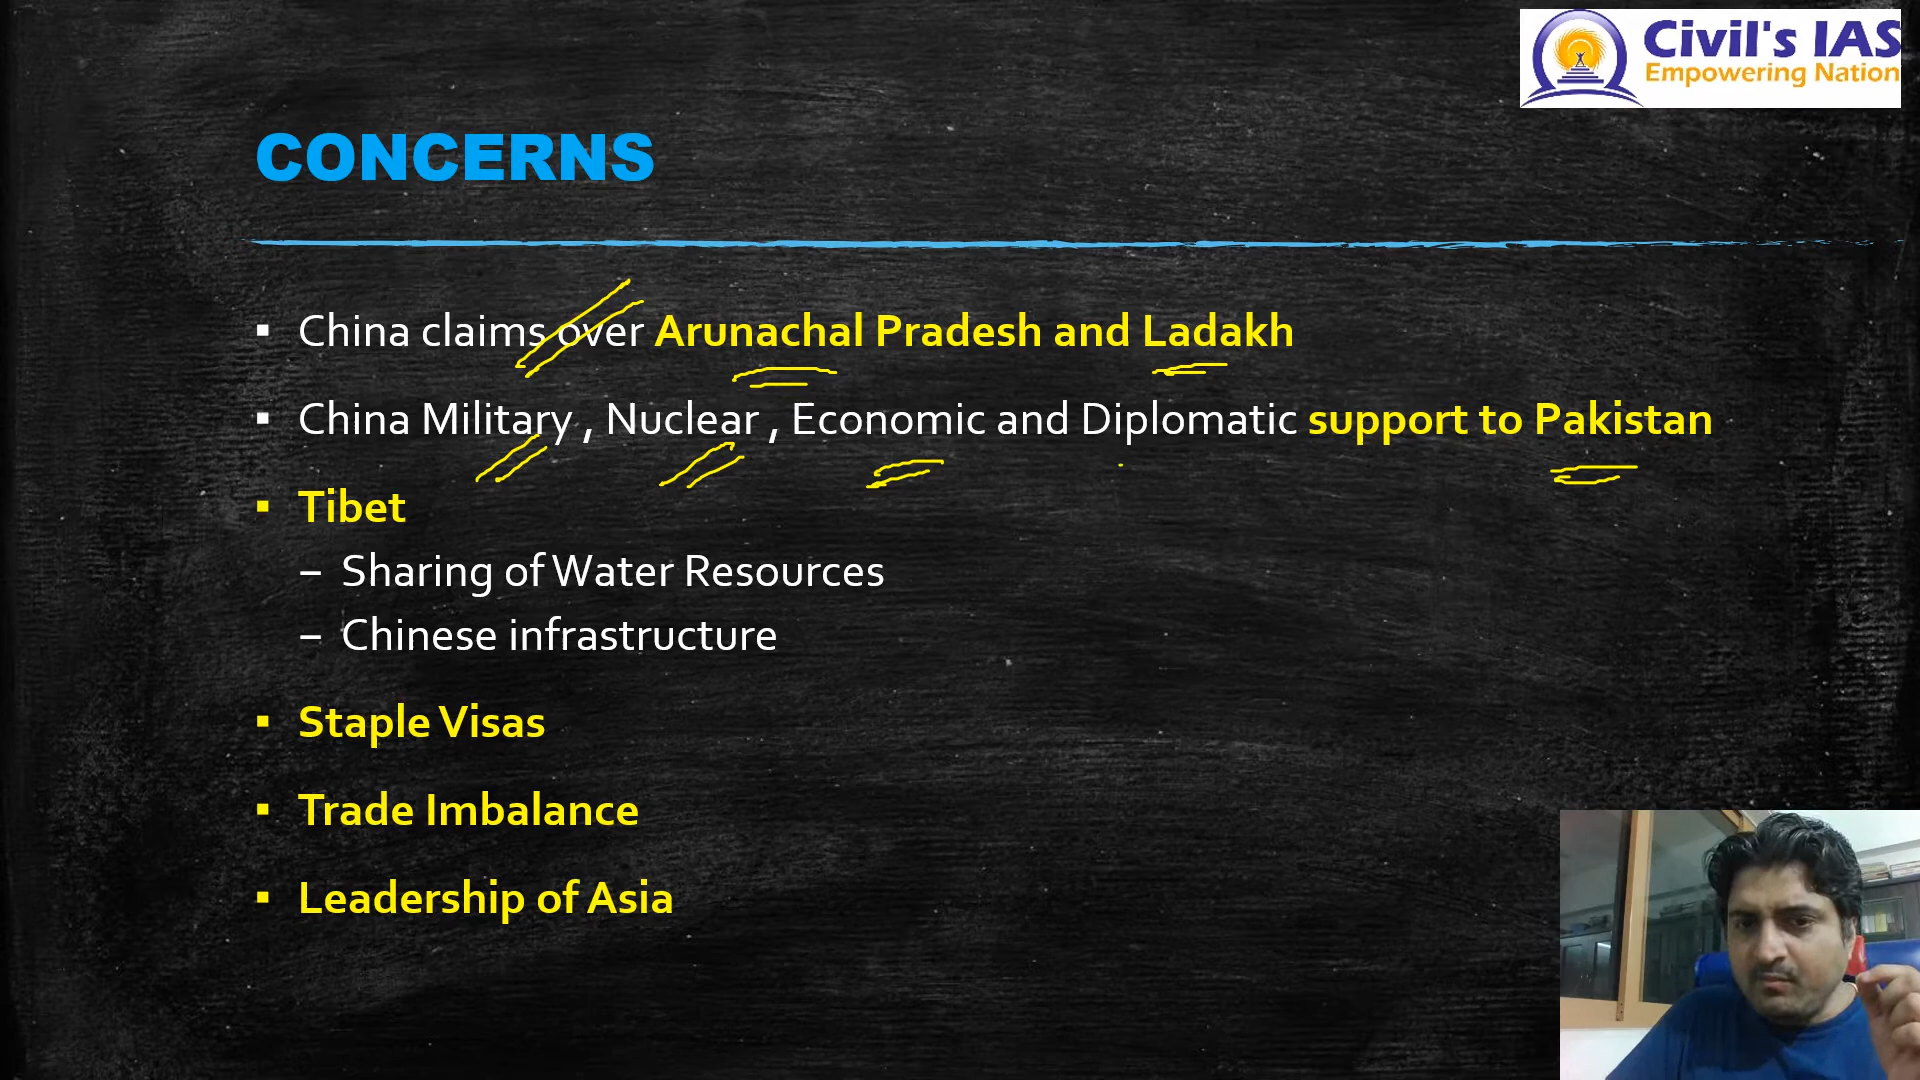 Civil's IAS
Empowering Nation
CONCERNS
▪ China claims over Arunachal Pradesh and Ladakh
▪ China Military , Nuclear , Economic and Diplomatic support to Pakistan
▪ Tibet
– Sharing of Water Resources
– Chinese infrastructure
▪ Staple Visas
▪ Trade Imbalance
▪ Leadership of Asia